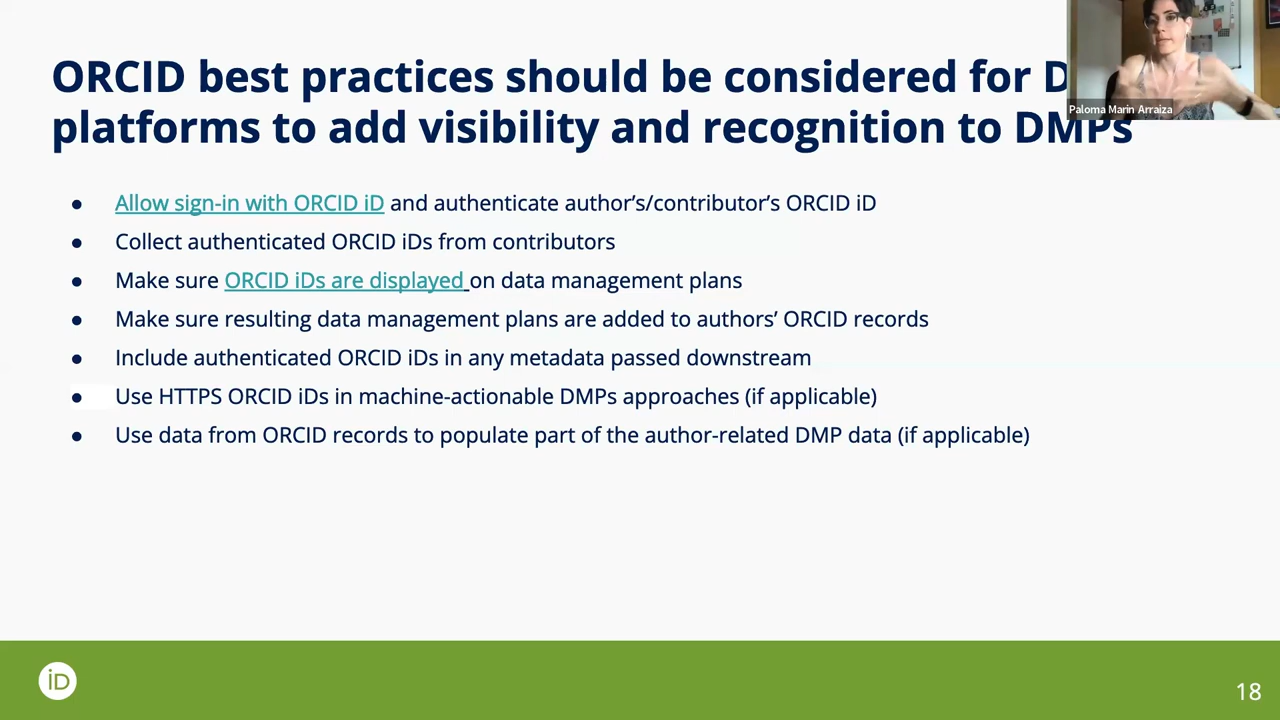 ORCID best practices should be considered for
platforms to add visibility and recognition to DMPs
Paloma Marin Arraiza
● Allow sign-in with ORCID iD and authenticate author’s/contributor’s ORCID iD
● Collect authenticated ORCID iDs from contributors
● Make sure ORCID iDs are displayed on data management plans
● Make sure resulting data management plans are added to authors’ ORCID records
● Include authenticated ORCID iDs in any metadata passed downstream
● Use HTTPS ORCID iDs in machine-actionable DMPs approaches (if applicable)
● Use data from ORCID records to populate part of the author-related DMP data (if applicable)
iD
18